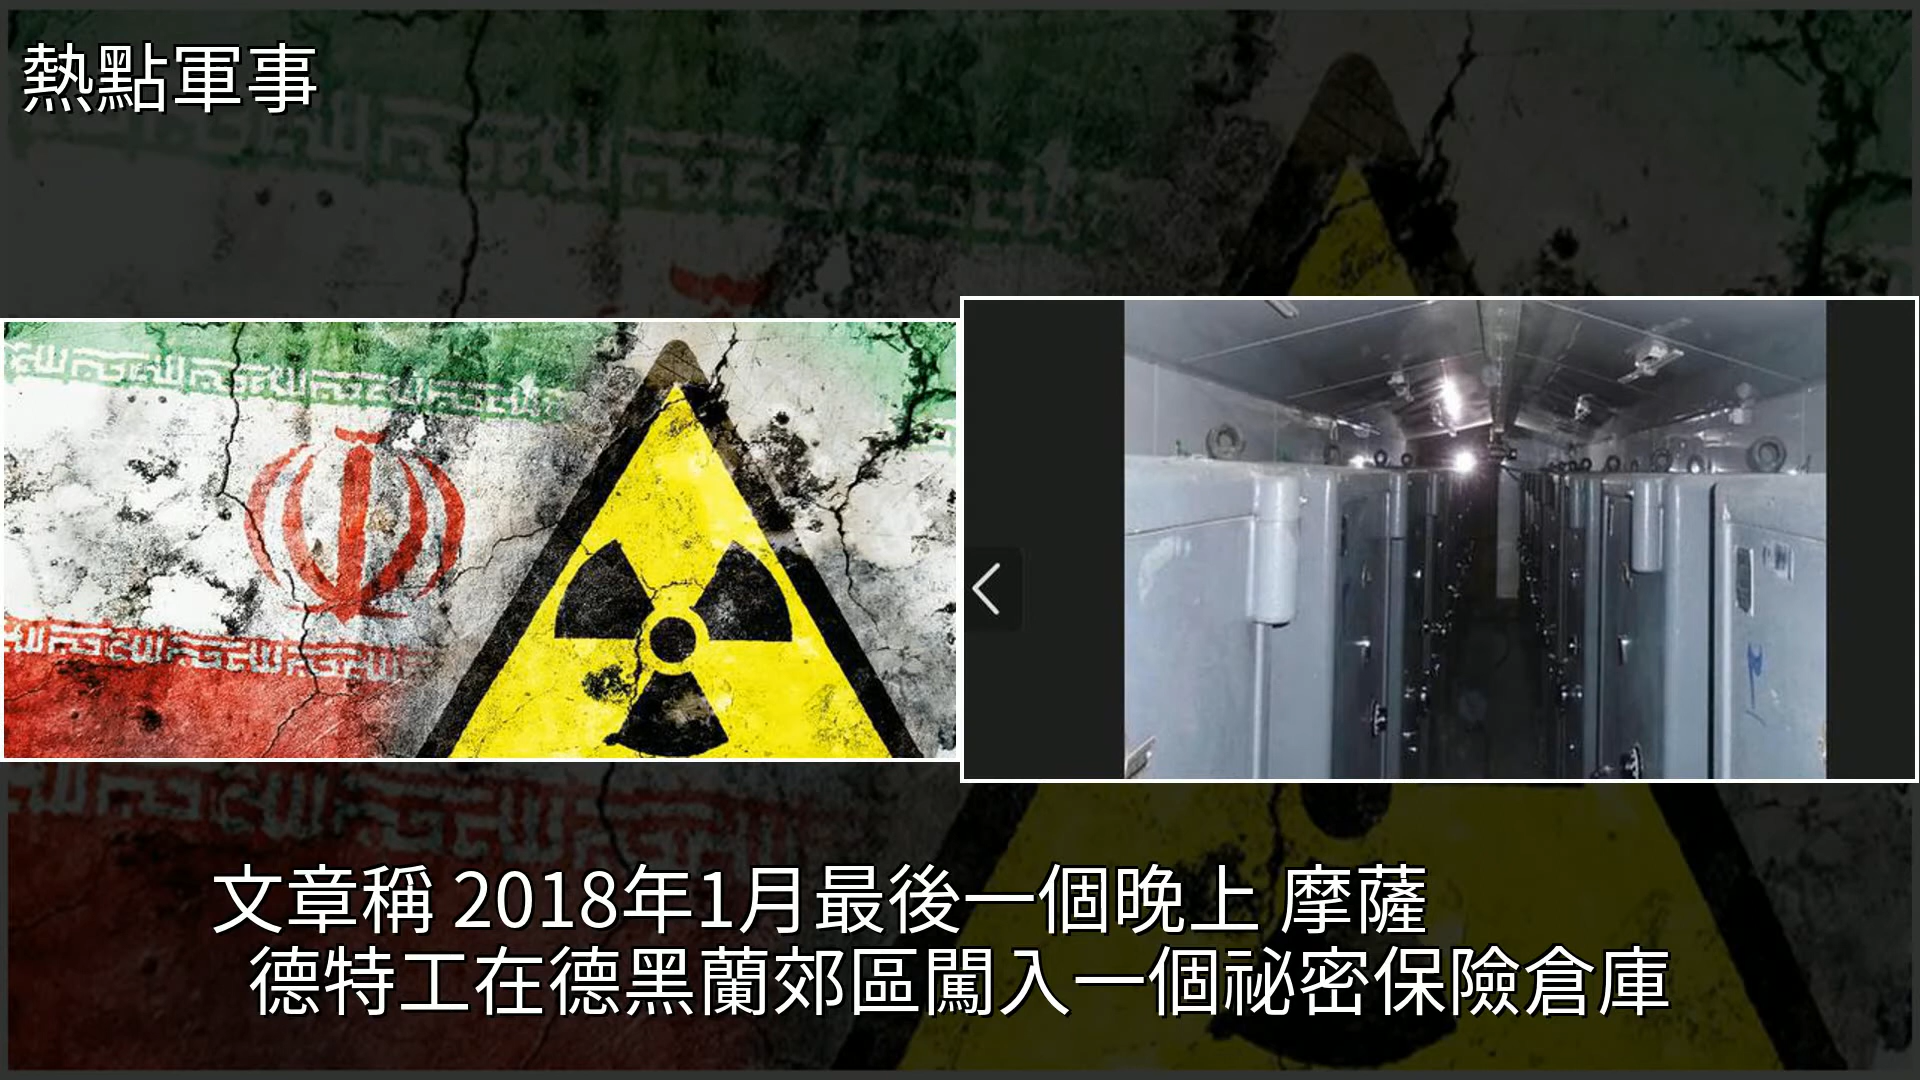 熱點軍事
文章稱 2018年1月最後一個晚上 摩薩
德特工在德黑蘭郊區闖入一個祕密保險倉庫